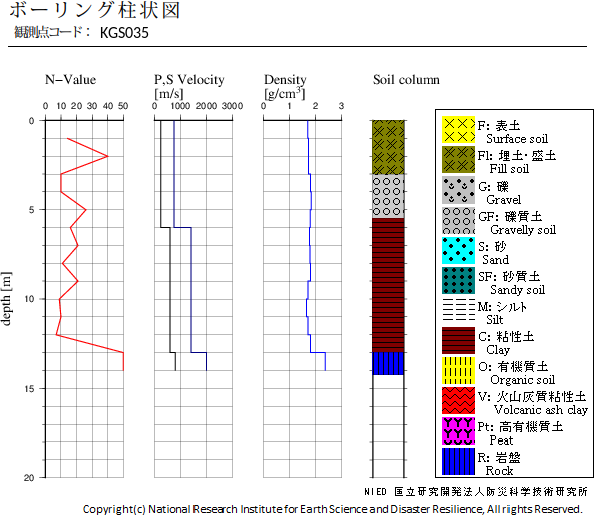 ボーリング柱状図
観測点コード： KGS035
N−Value P,S Velocity Density Soil column
[m/s] [g/cm³]
0 10 20 30 40 50 0 1000 2000 3000 0 1 2 3
0
5
10
15
20
depth [m]
F: 表土
Surface soil
Fl: 埋土・盛土
Fill soil
G: 礫
Gravel
GF: 礫質土
Gravelly soil
S: 砂
Sand
SF: 砂質土
Sandy soil
M: シルト
Silt
C: 粘性土
Clay
O: 有機質土
Organic soil
V: 火山灰質粘性土
Volcanic ash clay
Pt: 高有機質土
Peat
R: 岩盤
Rock
NIED 国立研究開発法人防災科学技術研究所
Copyright(c) National Research Institute for Earth Science and Disaster Resilience, All rights Reserved.